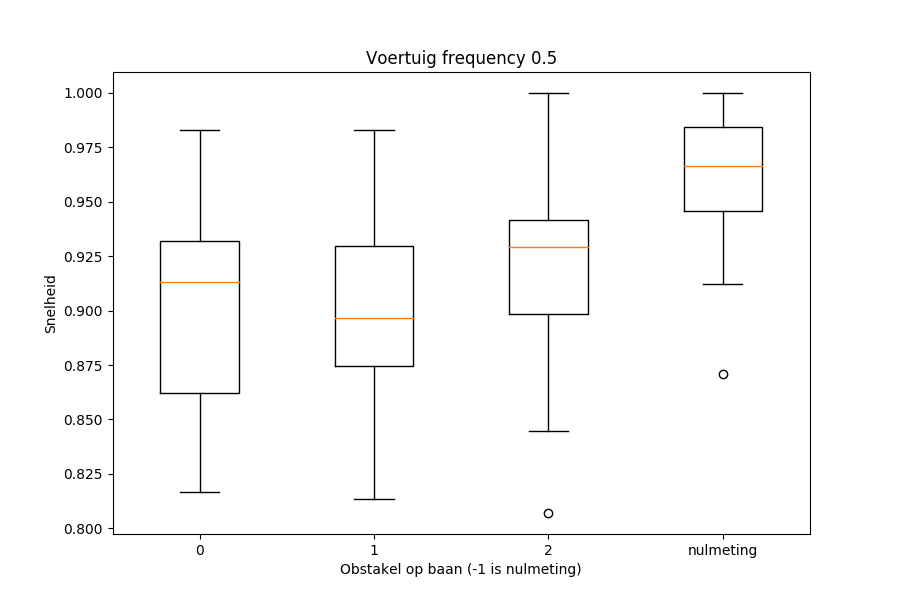 Voertuig frequency 0.5
1.000
0.975
0.950
0.925
0.900
0.875
0.850
0.825
0.800
Snelheid
0 1 2 nulmeting
Obstakel op baan (-1 is nulmeting)